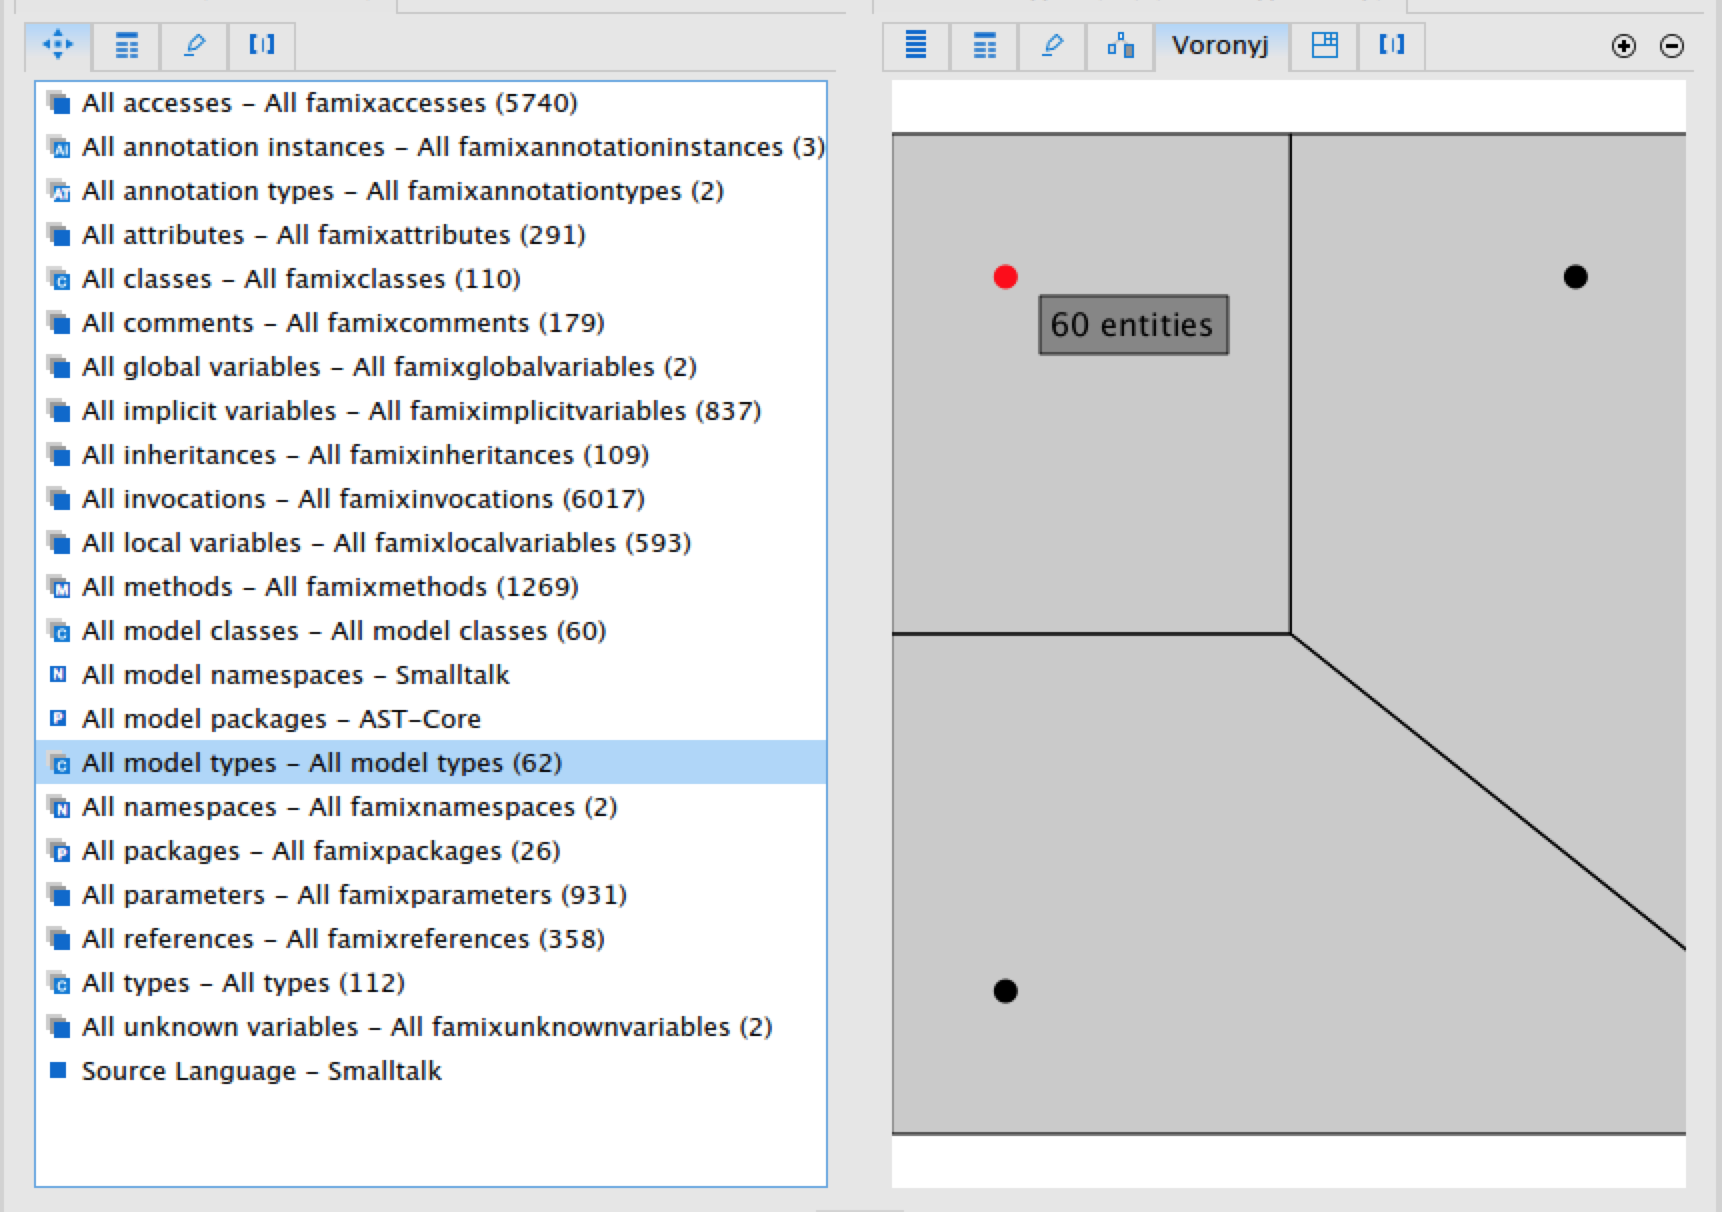 All accesses – All famixaccesses (5740)
All annotation instances – All famixannotationinstances (3)
All annotation types – All famixannotationtypes (2)
All attributes – All famixattributes (291)
All classes – All famixclasses (110)
All comments – All famixcomments (179)
All global variables – All famixglobalvariables (2)
All implicit variables – All famiximplicitvariables (837)
All inheritances – All famixinheritances (109)
All invocations – All famixinvocations (6017)
All local variables – All famixlocalvariables (593)
All methods – All famixmethods (1269)
All model classes – All model classes (60)
All model namespaces – Smalltalk
All model packages – AST–Core
All model types – All model types (62)
All namespaces – All famixnamespaces (2)
All packages – All famixpackages (26)
All parameters – All famixparameters (931)
All references – All famixreferences (358)
All types – All types (112)
All unknown variables – All famixunknownvariables (2)
Source Language – Smalltalk
Voronyj
60 entities